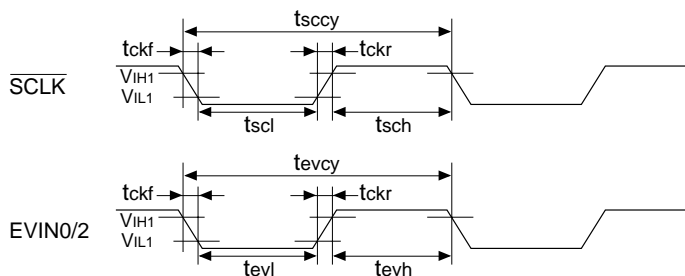 tsccy
tckf tckr
SCLK VIH1
VIL1
tscl tsch
tevcy
tckf tckr
VIH1
EVIN0/2
VIL1
tevl tevh